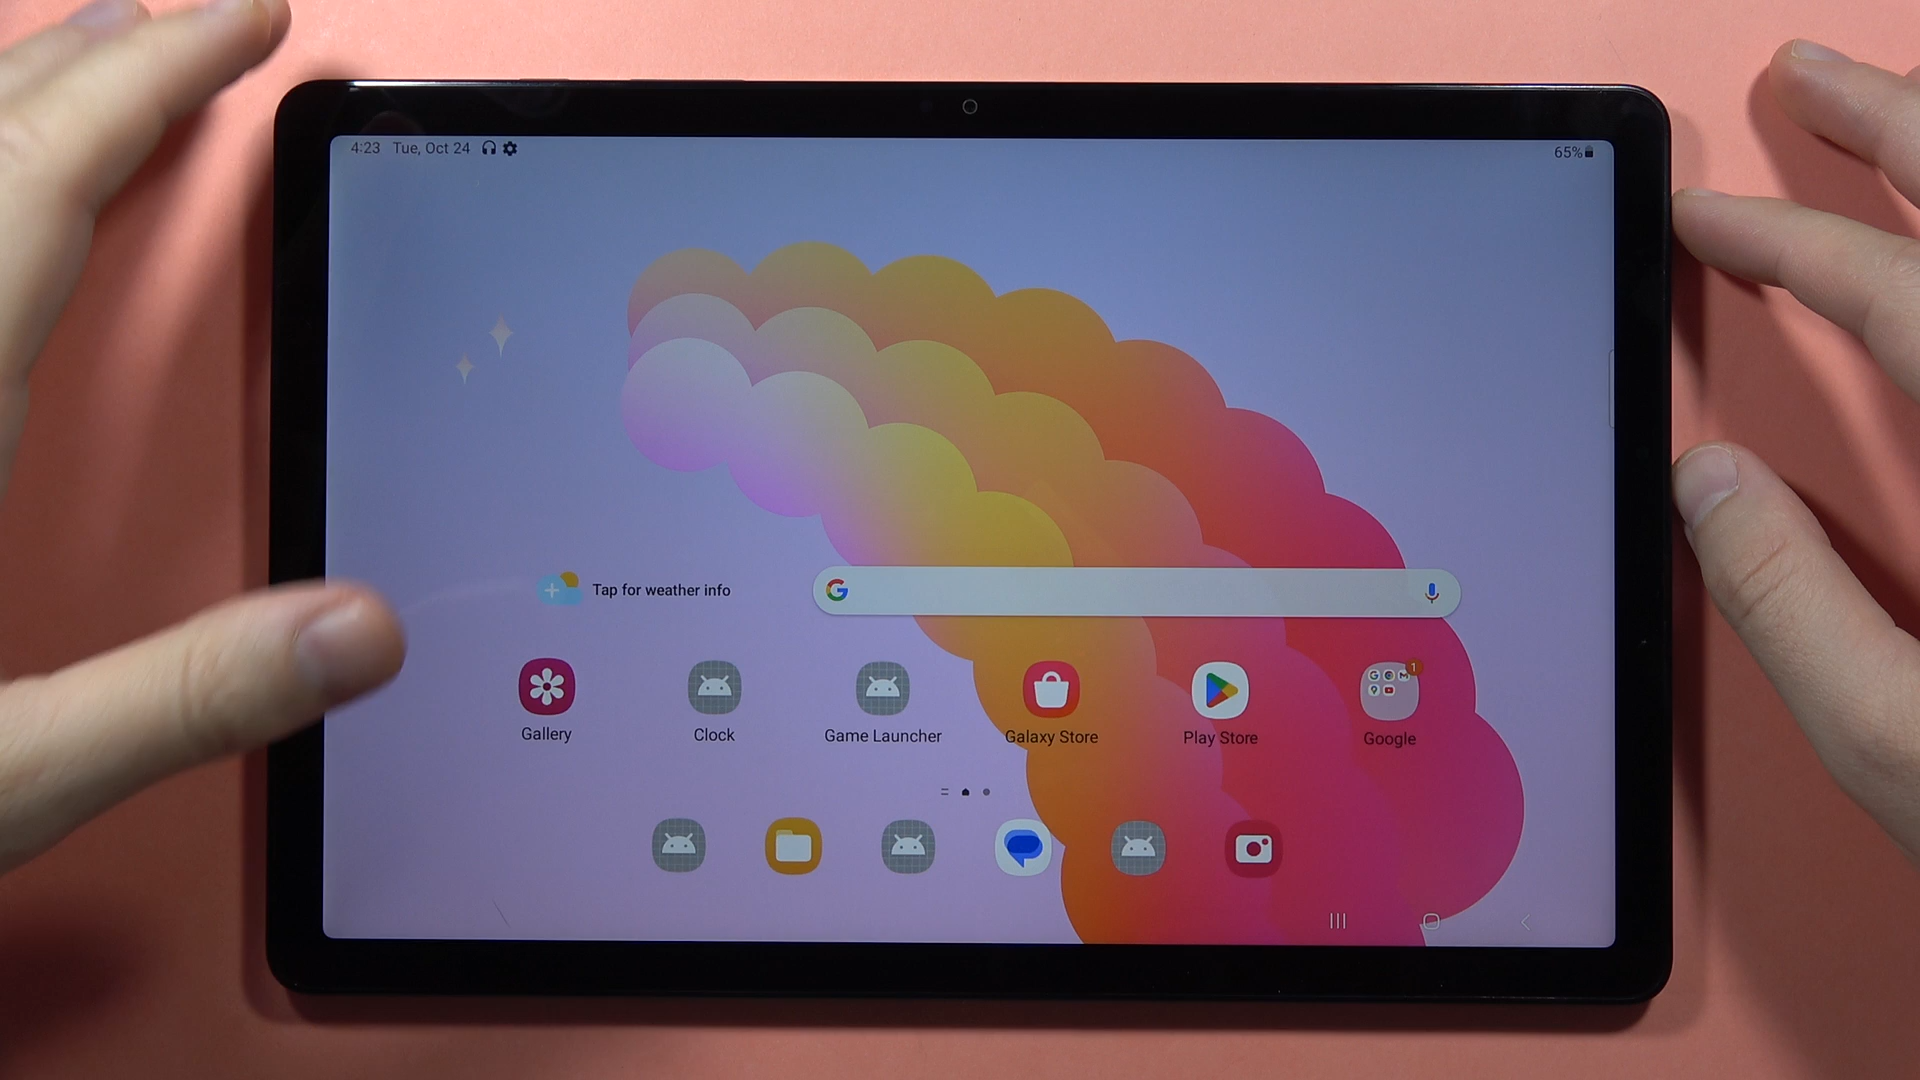 4:23 Tue, Oct 24
65%
Tap for weather info
G
Gallery
Clock
Game Launcher
Galaxy Store
Play Store
1
Google